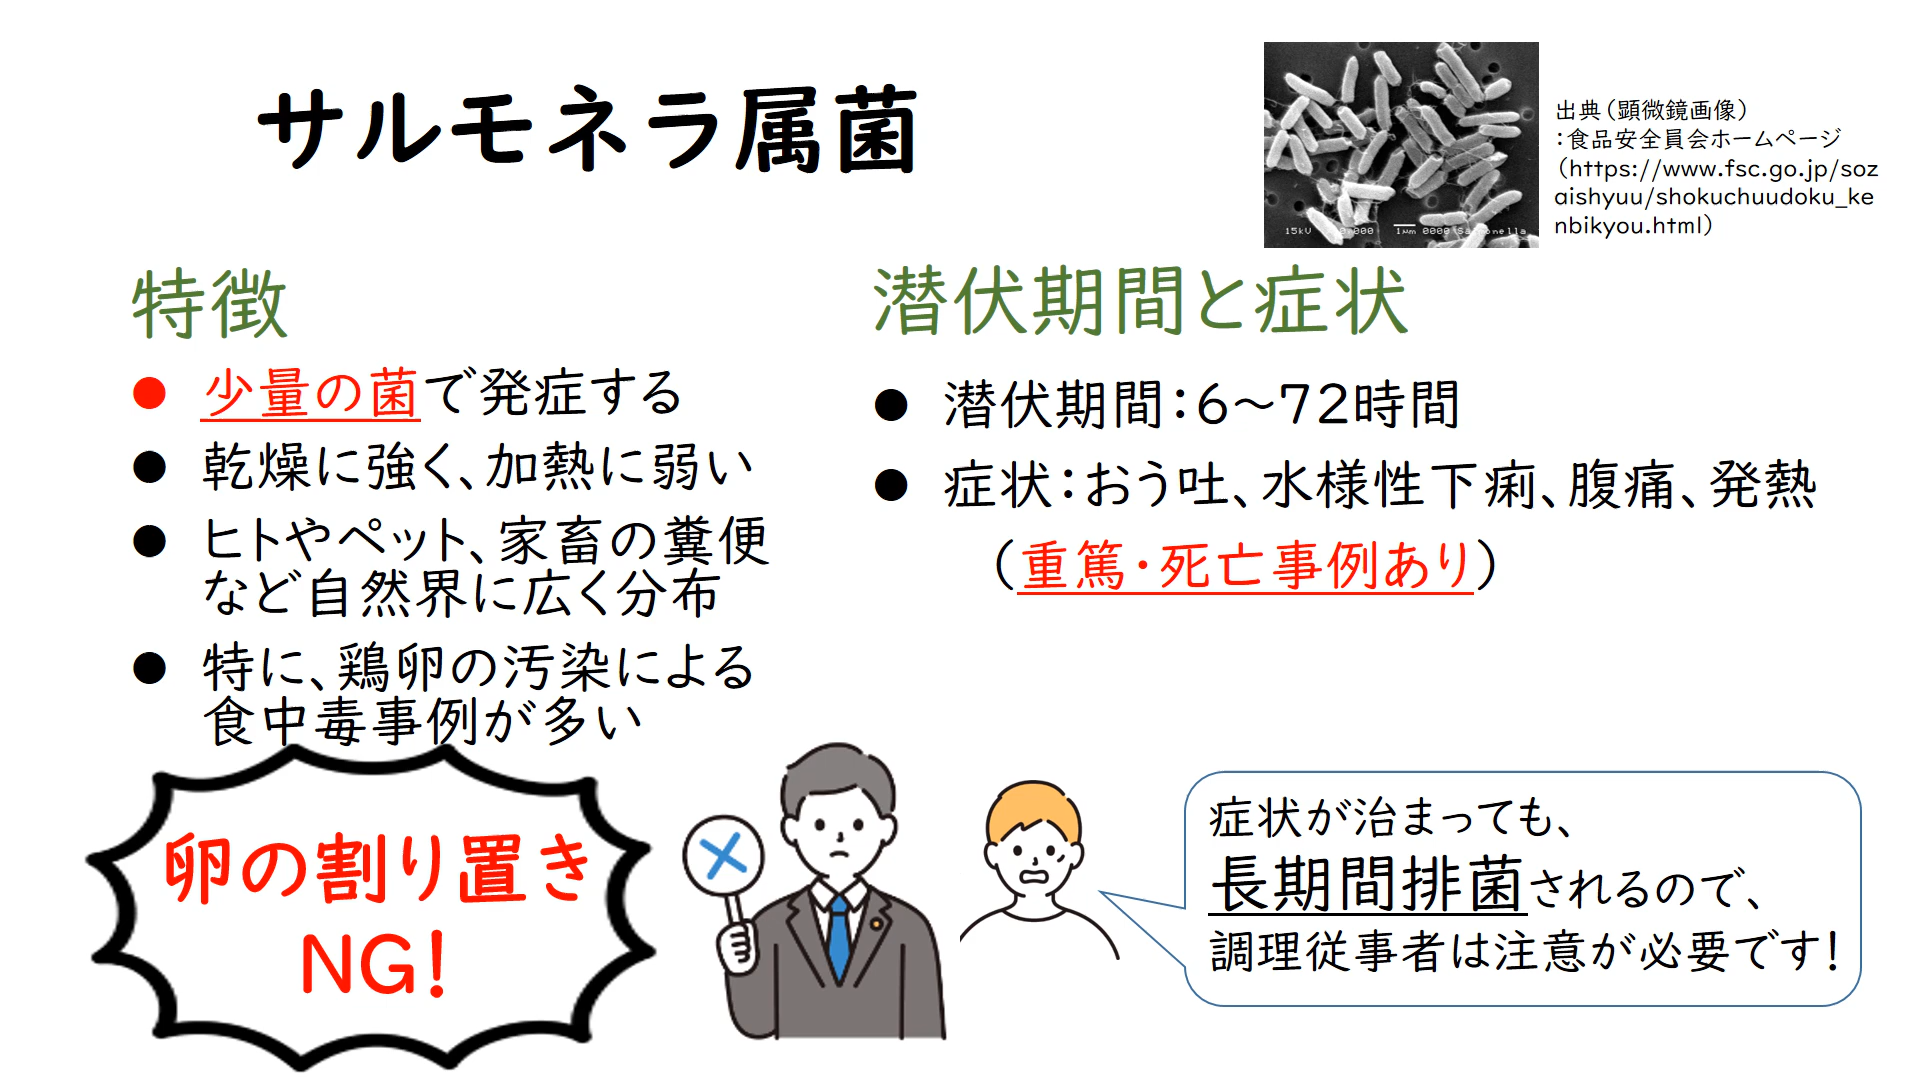 サルモネラ属菌
出典（顕微鏡画像）
：食品安全員会ホームページ
（https://www.fsc.go.jp/soz
aishyuu/shokuchuudoku_ke
nbikyou.html）
15kV
1μm 0000
特徴
● 少量の菌で発症する
● 乾燥に強く、加熱に弱い
● ヒトやペット、家畜の糞便
など自然界に広く分布
● 特に、鶏卵の汚染による
食中毒事例が多い
潜伏期間と症状
● 潜伏期間：6～72時間
● 症状：おう吐、水様性下痢、腹痛、発熱
（重篤・死亡事例あり）
卵の割り置き
NG！
症状が治まっても、
長期間排菌されるので、
調理従事者は注意が必要です！